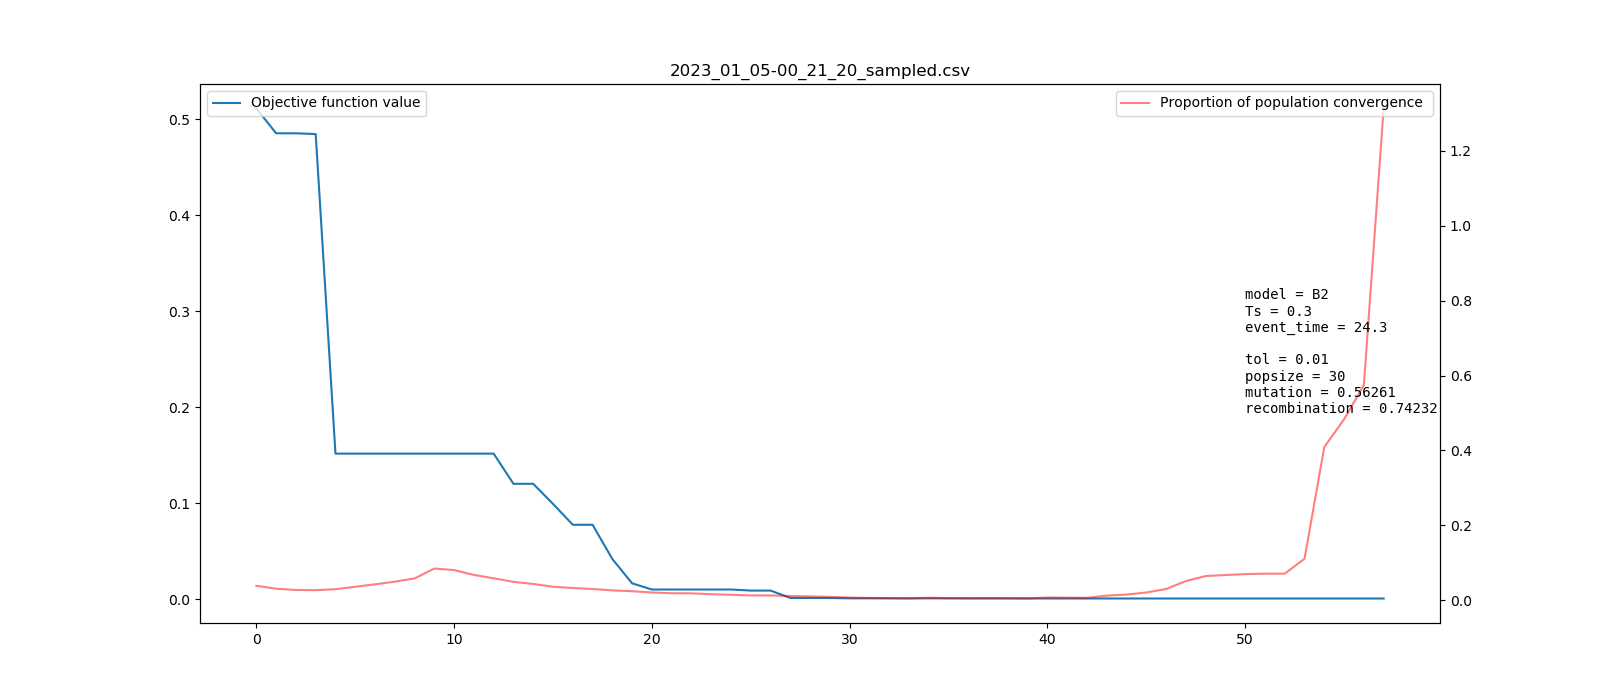 2023_01_05-00_21_20_sampled.csv
Objective function value
Proportion of population convergence
0.5
0.4
0.3
0.2
0.1
0.0
1.2
1.0
0.8
0.6
0.4
0.2
0.0
model = B2
Ts = 0.3
event_time = 24.3
tol = 0.01
popsize = 30
mutation = 0.56261
recombination = 0.74232
0 10 20 30 40 50